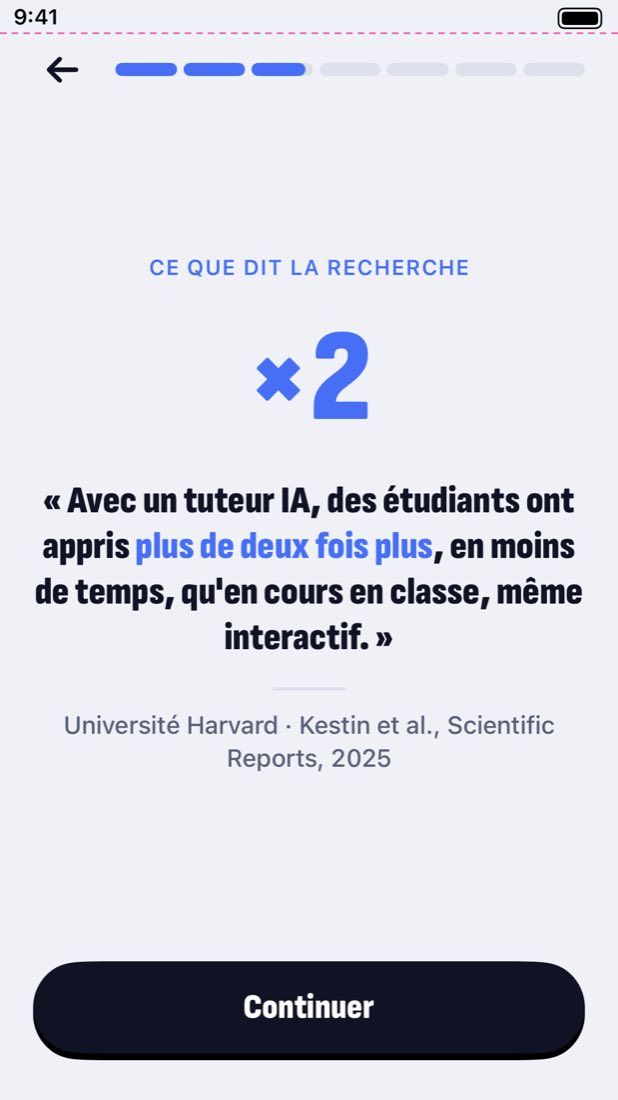 9:41
CE QUE DIT LA RECHERCHE
×2
« Avec un tuteur IA, des étudiants ont
appris plus de deux fois plus, en moins
de temps, qu'en cours en classe, même
interactif. »
Université Harvard · Kestin et al., Scientific
Reports, 2025
Continuer